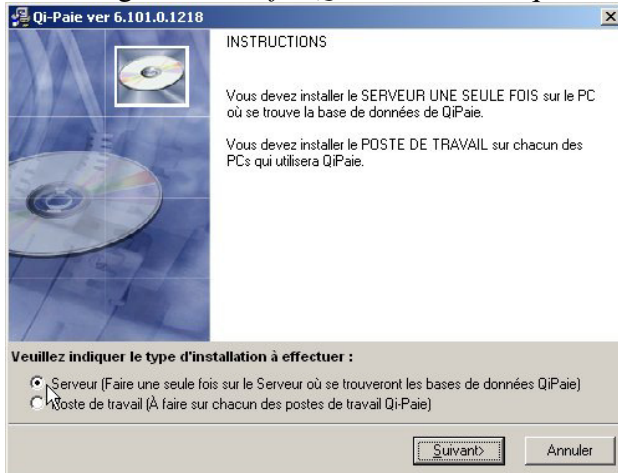 Qi-Paie ver 6.101.0.1218
INSTRUCTIONS
Vous devez installer le SERVEUR UNE SEULE FOIS sur le PC
où se trouve la base de données de QiPaie.
Vous devez installer le POSTE DE TRAVAIL sur chacun des
PCs qui utilisera QiPaie.
Veuillez indiquer le type d'installation à effectuer :
Serveur (Faire une seule fois sur le Serveur où se trouveront les bases de données QiPaie)
Poste de travail (À faire sur chacun des postes de travail Qi-Paie)
Suivant> Annuler